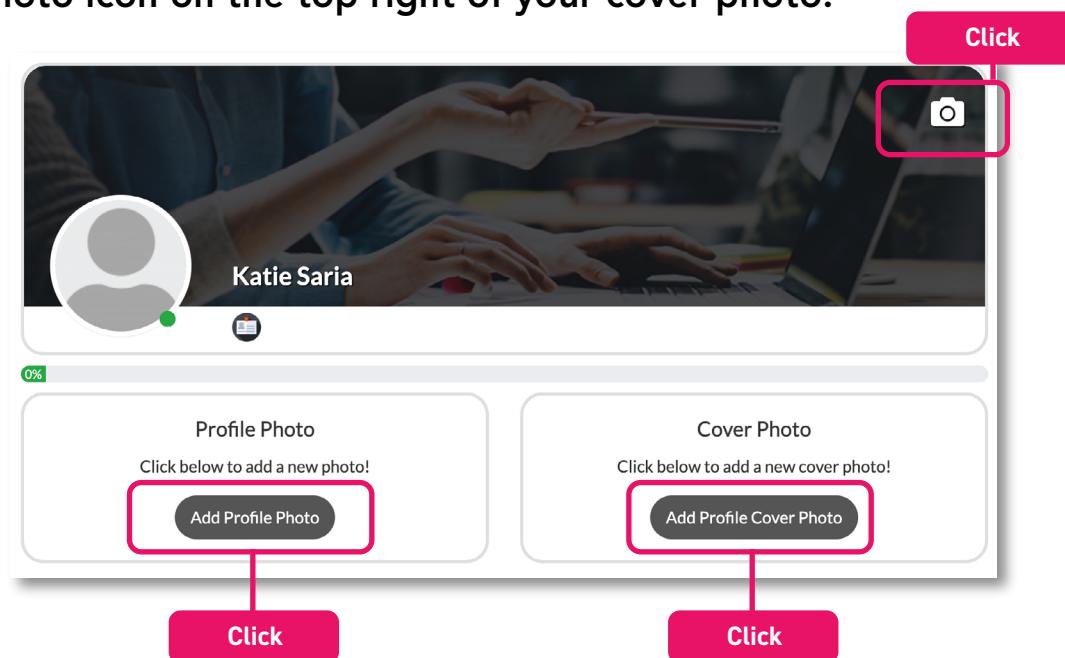 hoto icon on the top right of your cover photo.
Click
Katie Saria
0%
Profile Photo
Cover Photo
Click below to add a new photo!
Click below to add a new cover photo!
Add Profile Photo
Add Profile Cover Photo
Click
Click